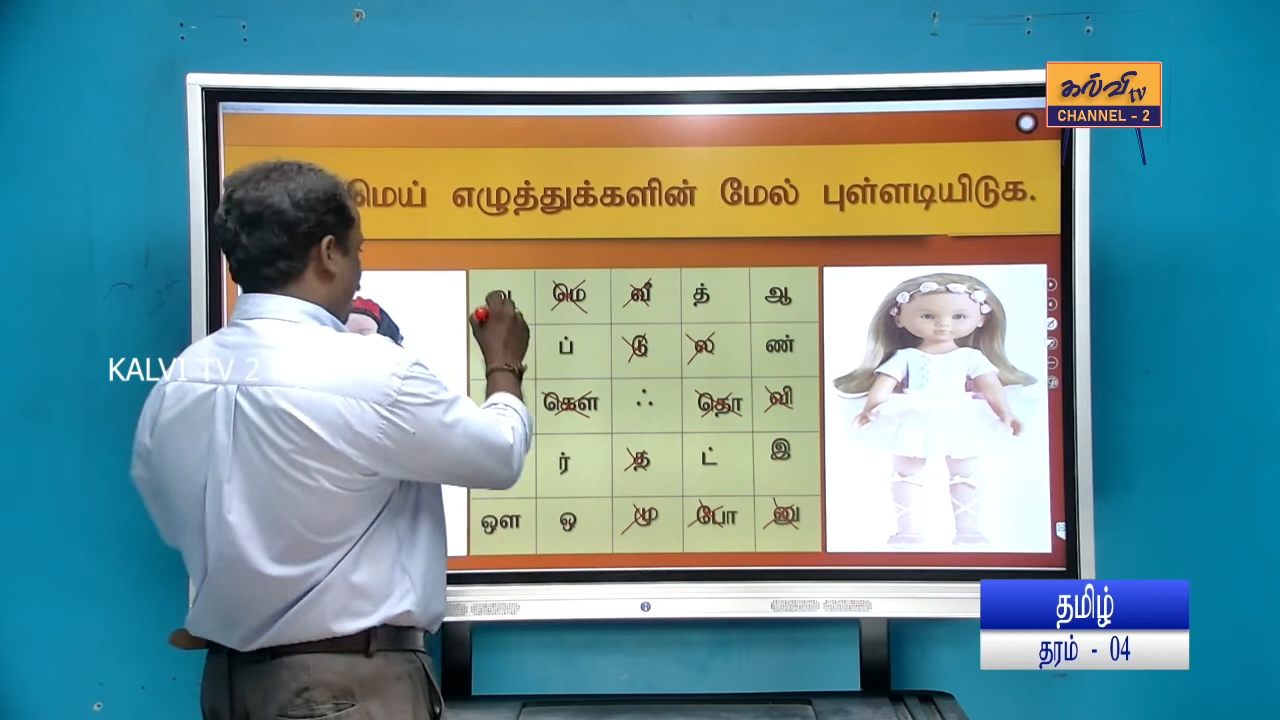 கல்வி tv
CHANNEL - 2
மெய் எழுத்துக்களின் மேல் புள்ளடியிடுக.
மெ வீ த் ஆ
ப் டு ல ண்
கௌ ஃ தொ வி
ர் த ட் இ
ஔ ஒ மு போ னு
KALVI TV 2
தமிழ்
தரம் - 04